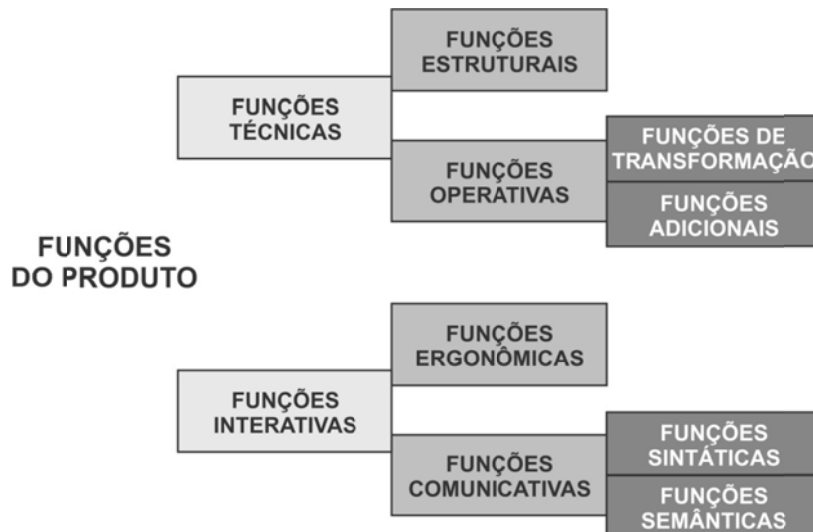 FUNÇÕES
DO PRODUTO
FUNÇÕES
TÉCNICAS
FUNÇÕES
ESTRUTURAIS
FUNÇÕES
OPERATIVAS
FUNÇÕES DE
TRANSFORMAÇÃO
FUNÇÕES
ADICIONAIS
FUNÇÕES
INTERATIVAS
FUNÇÕES
ERGONÔMICAS
FUNÇÕES
COMUNICATIVAS
FUNÇÕES
SINTÁTICAS
FUNÇÕES
SEMÂNTICAS